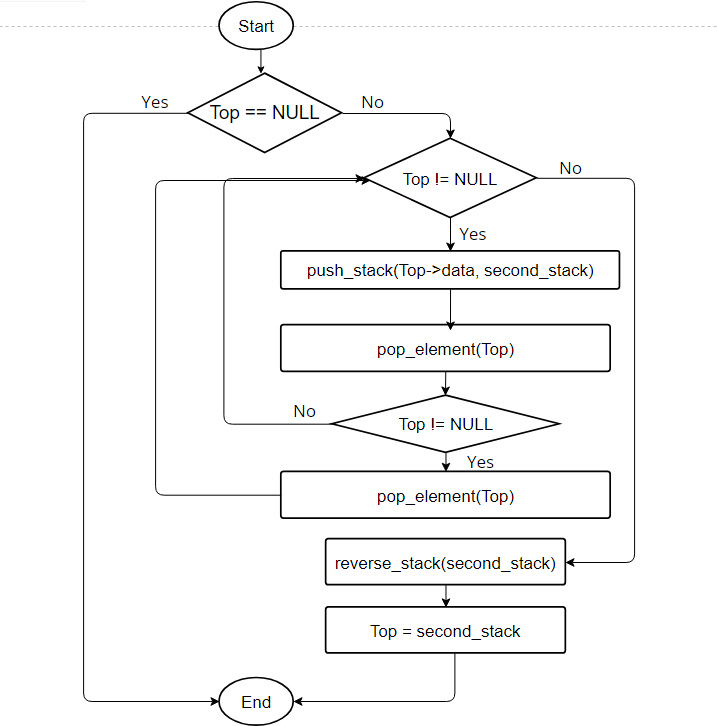 Start
Yes
No
Top == NULL
No
Top != NULL
Yes
push_stack(Top->data, second_stack)
pop_element(Top)
No
Top != NULL
Yes
pop_element(Top)
reverse_stack(second_stack)
Top = second_stack
End